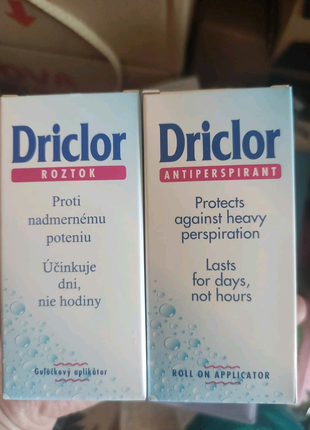 Driclor
ROZTOK
Proti
nadmernému
poteniu
Účinkuje
dni,
nie hodiny
Guľôčkový aplikátor
Driclor
ANTIPERSPIRANT
Protects
against heavy
perspiration
Lasts
for days,
not hours
ROLL ON APPLICATOR